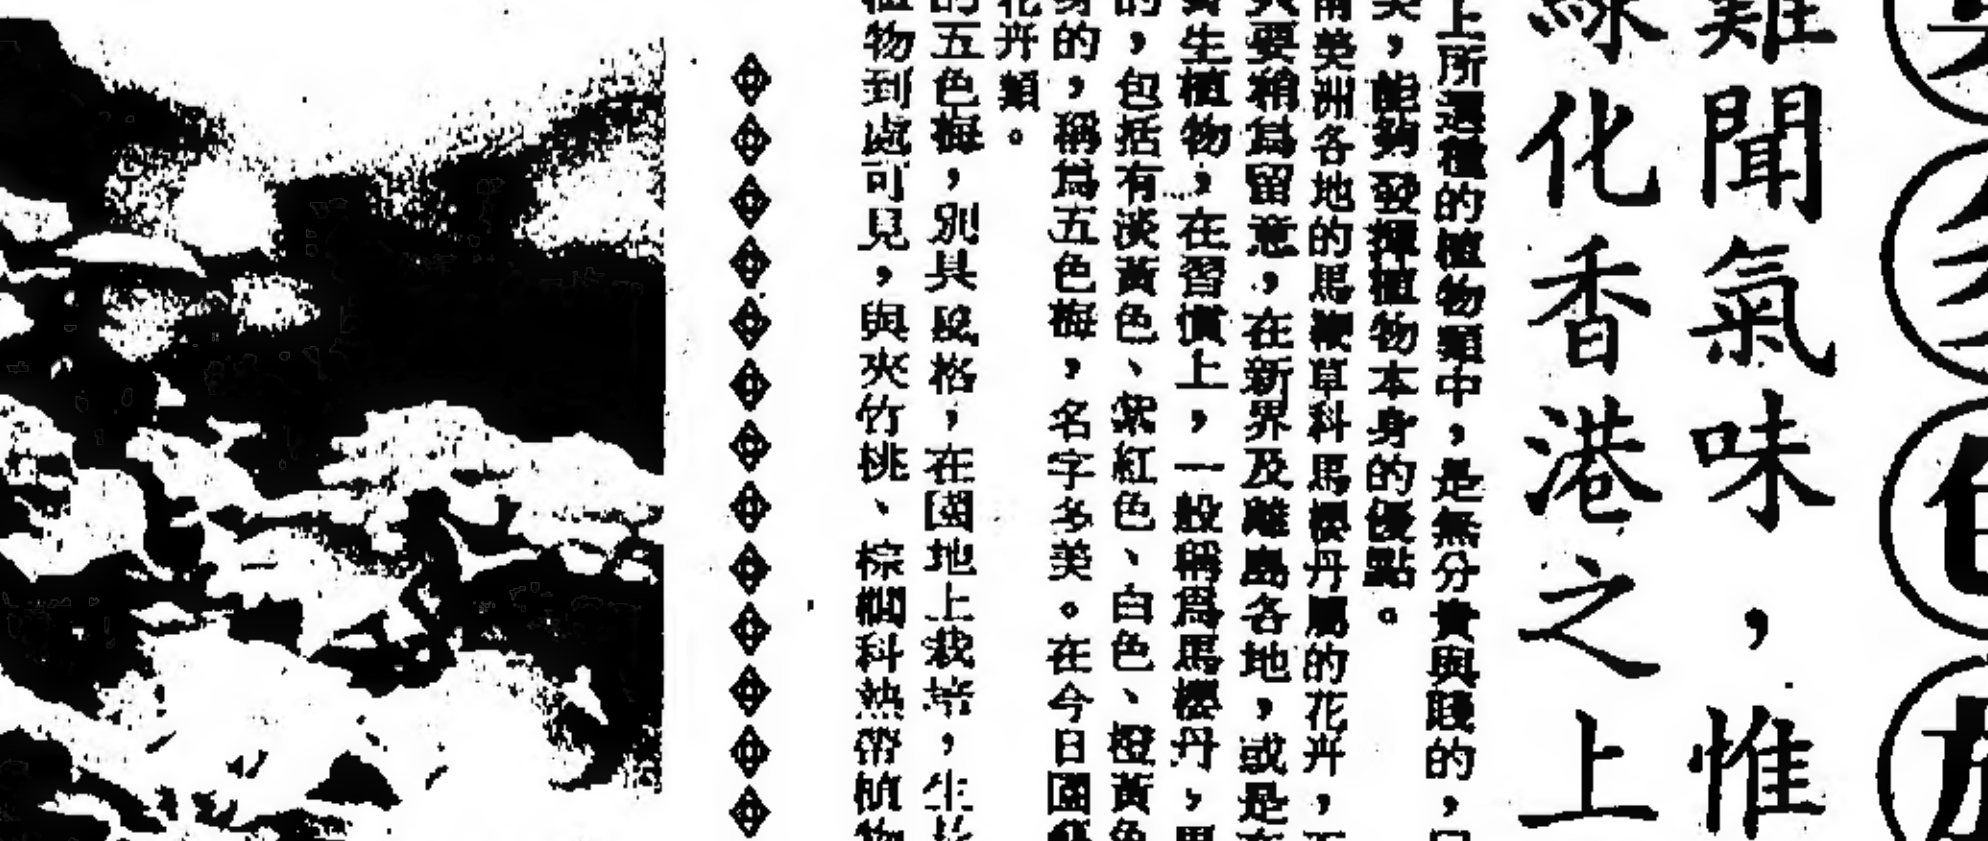 五色
難聞氣味，惟
綠化香港之上
上所選種的植物類中，是無分貴與賤的，
美，能夠發揮植物本身的優點。
南美洲各地的馬鞭草科馬櫻丹屬的花卉，
要稍為留意，在新界及離島各地，或是
生植物，在習慣上，一般稱爲馬櫻丹，
的，包括有淡黃色、紫紅色、白色、橙黃色
身的，稱爲五色梅，名字多美。在今日園藝
花卉類。
的五色梅，別具風格，在園地上栽培，生
植物到處可見，與夾竹桃、棕櫚科熱帶植物